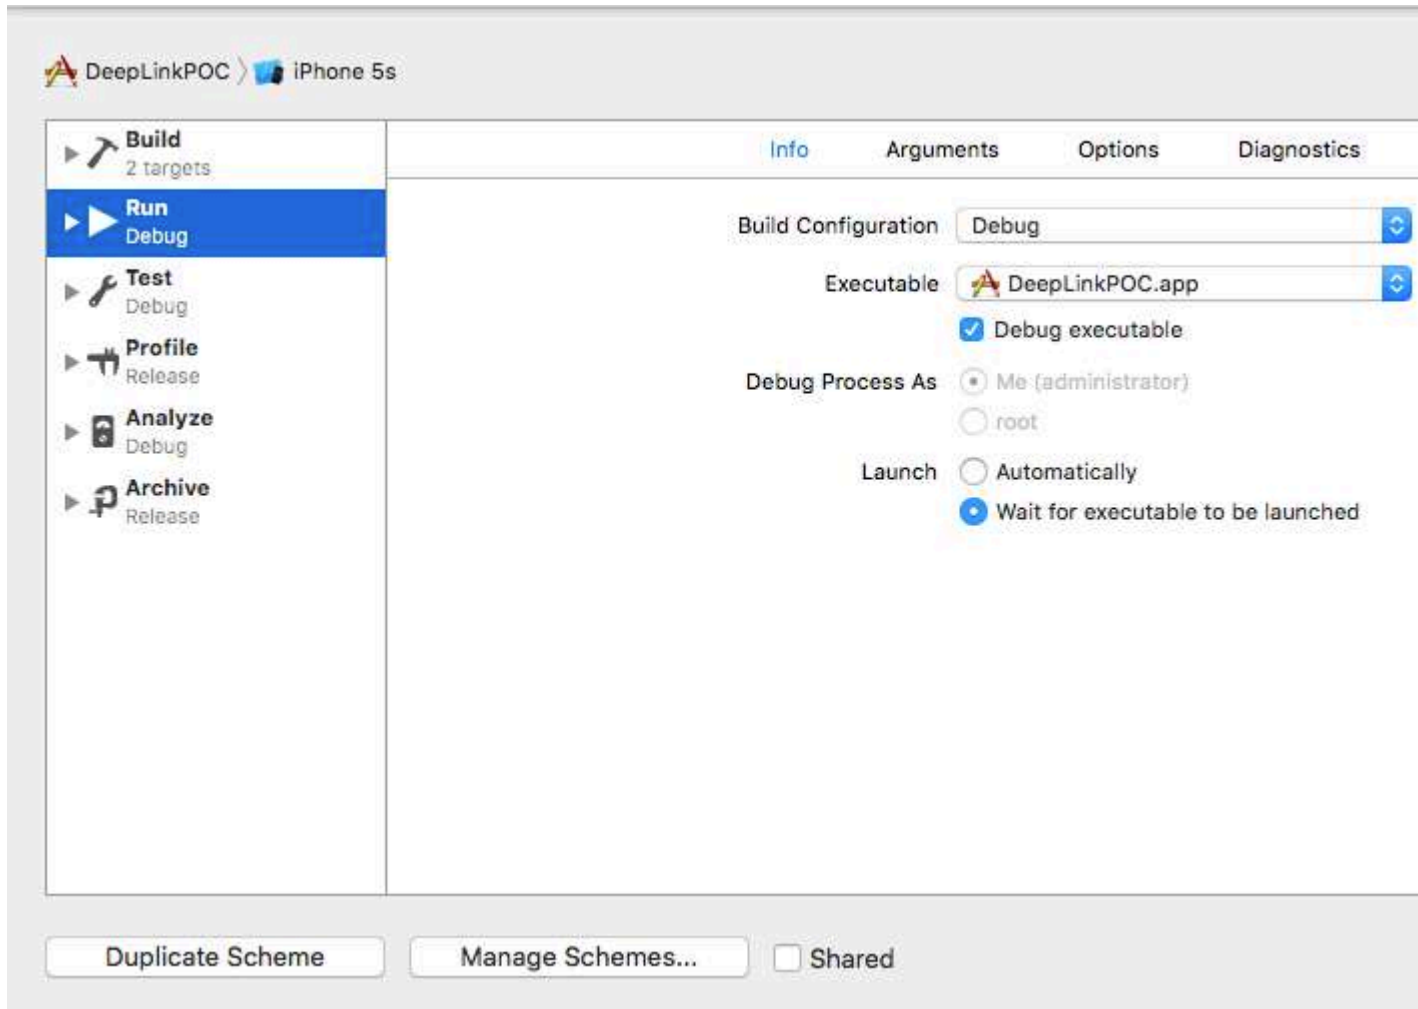 DeepLinkPOC iPhone 5s
Build
2 targets
Run
Debug
Test
Debug
Profile
Release
Analyze
Debug
Archive
Release
Info Arguments Options Diagnostics
Build Configuration Debug
Executable DeepLinkPOC.app
Debug executable
Debug Process As Me (administrator)
root
Launch Automatically
Wait for executable to be launched
Duplicate Scheme Manage Schemes... Shared